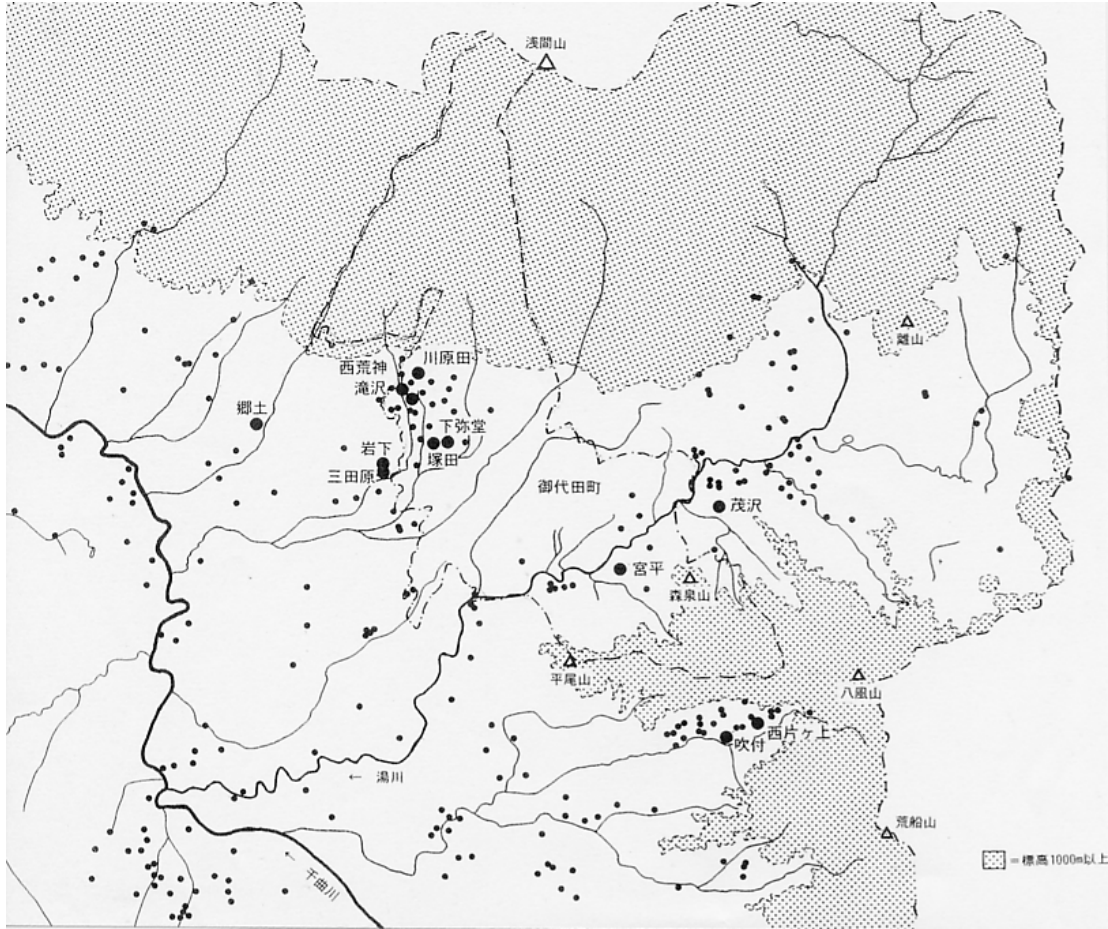 浅間山
離山
川原田
西荒神
滝沢
郷土
下弥堂
塚田
岩下
三田原
御代田町
茂沢
宮平
森泉山
平尾山
八風山
西片ヶ上
吹付
← 湯川
荒船山
=標高1000m以上
← 千曲川